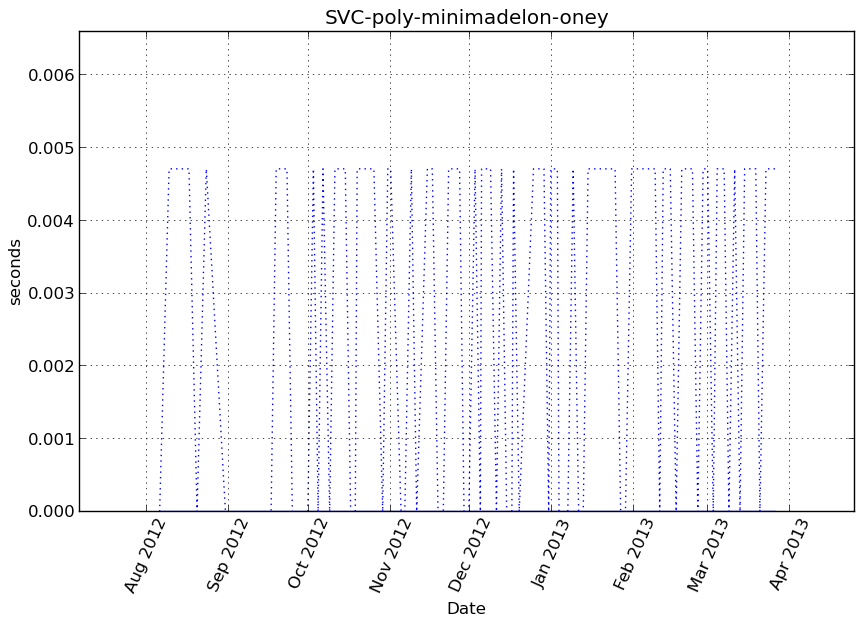 SVC-poly-minimadelon-oney
0.006
0.005
0.004
0.003
0.002
0.001
0.000
seconds
Aug 2012
Sep 2012
Oct 2012
Nov 2012
Dec 2012
Jan 2013
Feb 2013
Mar 2013
Apr 2013
Date